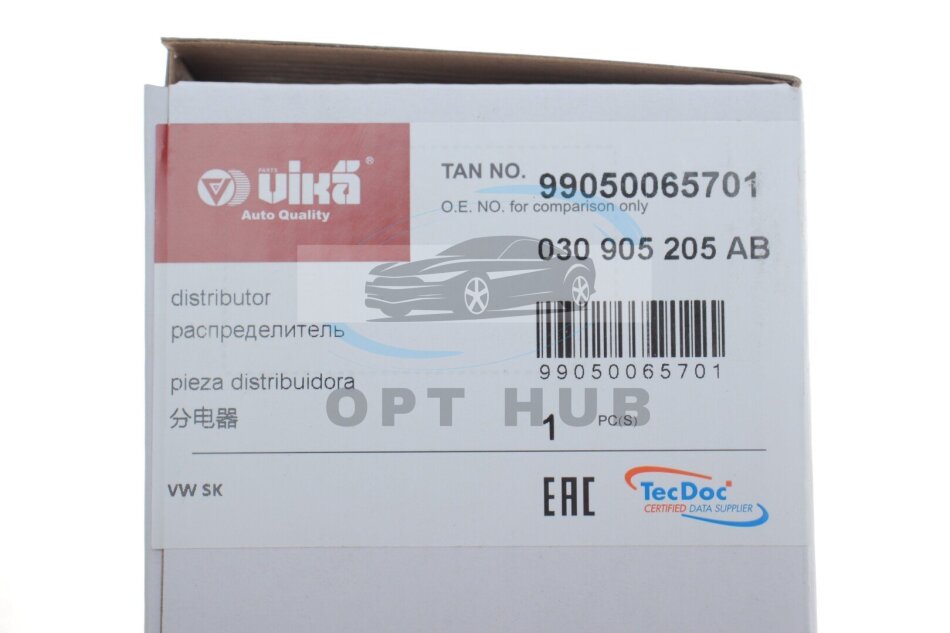 PARTS
vika®
Auto Quality
TAN NO. 99050065701
O.E. NO. for comparison only
030 905 205 AB
distributor
распределитель
99050065701
pieza distribuidora
分电器
OPT HUB
1 PC(S)
VW SK
EAC
TecDoc
CERTIFIED DATA SUPPLIER